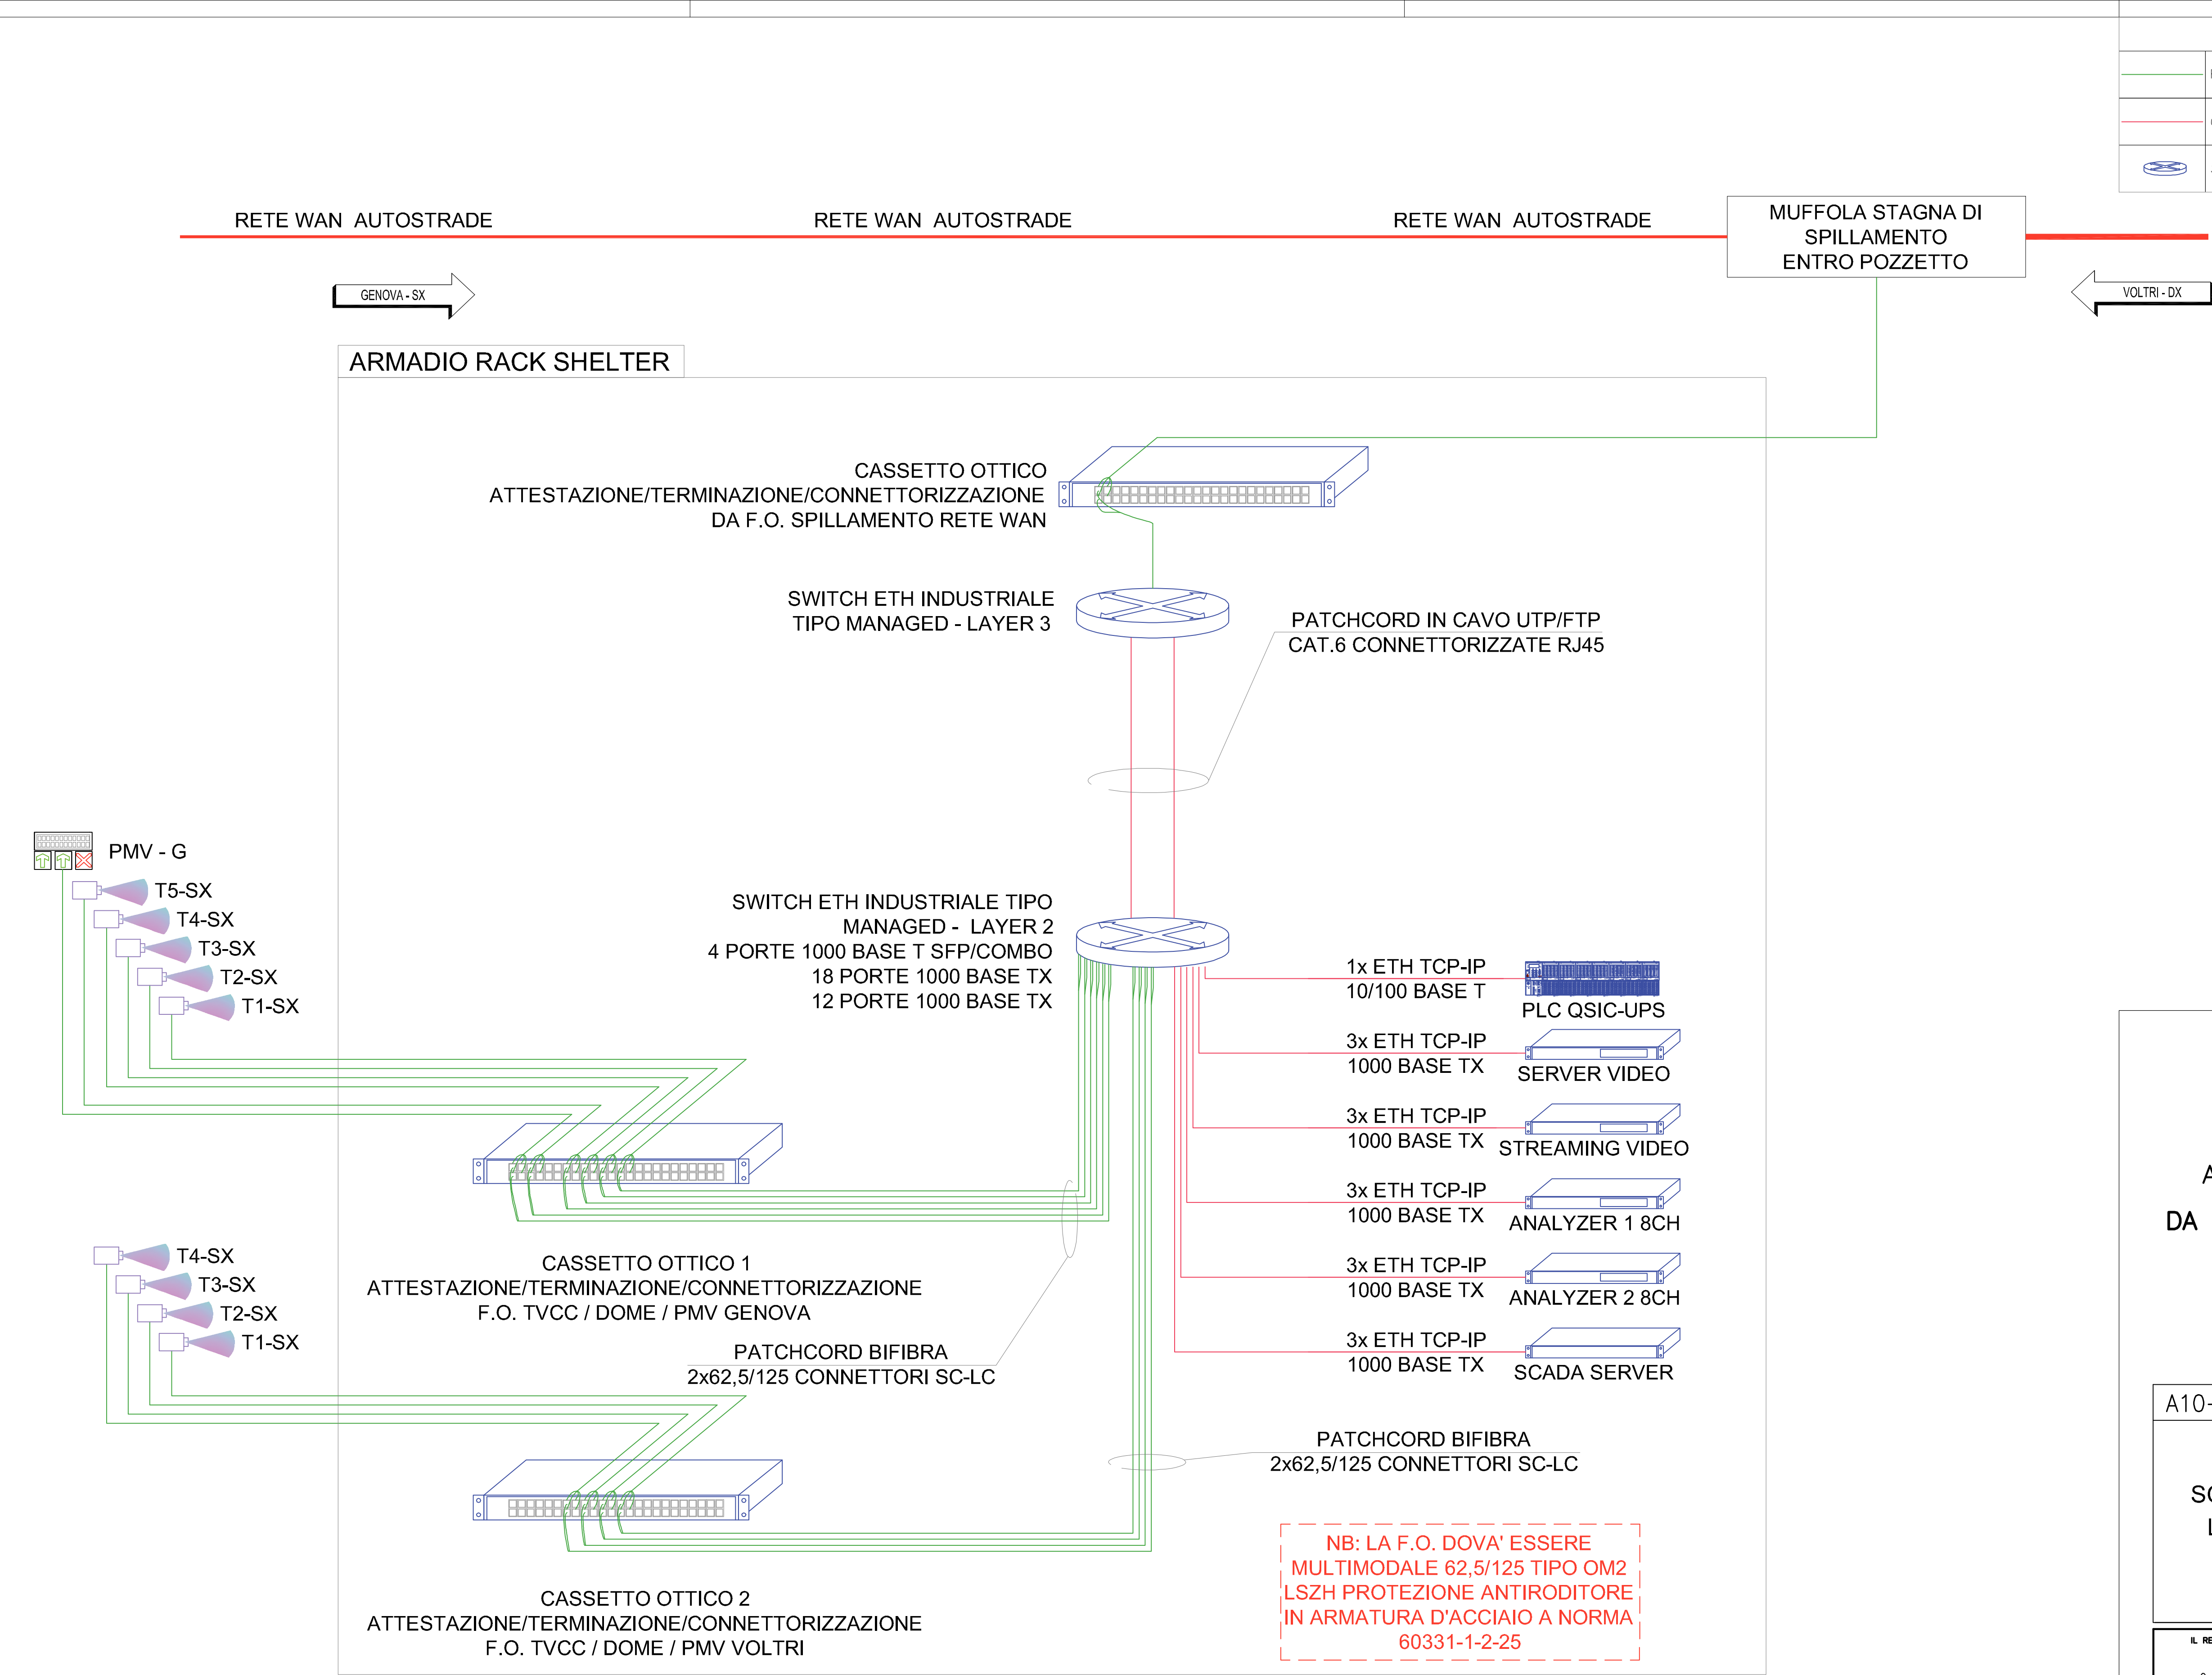 RETE WAN  AUTOSTRADE
RETE WAN  AUTOSTRADE
RETE WAN  AUTOSTRADE
MUFFOLA STAGNA DI
SPILLAMENTO
ENTRO POZZETTO
GENOVA - SX
VOLTRI - DX
ARMADIO RACK SHELTER
CASSETTO OTTICO
ATTESTAZIONE/TERMINAZIONE/CONNETTORIZZAZIONE
DA F.O. SPILLAMENTO RETE WAN
SWITCH ETH INDUSTRIALE
TIPO MANAGED - LAYER 3
PATCHCORD IN CAVO UTP/FTP
CAT.6 CONNETTORIZZATE RJ45
PMV - G
T5-SX
T4-SX
T3-SX
T2-SX
T1-SX
SWITCH ETH INDUSTRIALE TIPO
MANAGED -  LAYER 2
4 PORTE 1000 BASE T SFP/COMBO
18 PORTE 1000 BASE TX
12 PORTE 1000 BASE TX
1x ETH TCP-IP
10/100 BASE T
PLC QSIC-UPS
3x ETH TCP-IP
1000 BASE TX
SERVER VIDEO
3x ETH TCP-IP
1000 BASE TX
STREAMING VIDEO
3x ETH TCP-IP
1000 BASE TX
ANALYZER 1 8CH
3x ETH TCP-IP
1000 BASE TX
ANALYZER 2 8CH
3x ETH TCP-IP
1000 BASE TX
SCADA SERVER
CASSETTO OTTICO 1
ATTESTAZIONE/TERMINAZIONE/CONNETTORIZZAZIONE
F.O. TVCC / DOME / PMV GENOVA
PATCHCORD BIFIBRA
2x62,5/125 CONNETTORI SC-LC
T4-SX
T3-SX
T2-SX
T1-SX
PATCHCORD BIFIBRA
2x62,5/125 CONNETTORI SC-LC
CASSETTO OTTICO 2
ATTESTAZIONE/TERMINAZIONE/CONNETTORIZZAZIONE
F.O. TVCC / DOME / PMV VOLTRI
NB: LA F.O. DOVA' ESSERE
MULTIMODALE 62,5/125 TIPO OM2
LSZH PROTEZIONE ANTIRODITORE
IN ARMATURA D'ACCIAIO A NORMA
60331-1-2-25
DA
A10-
IL